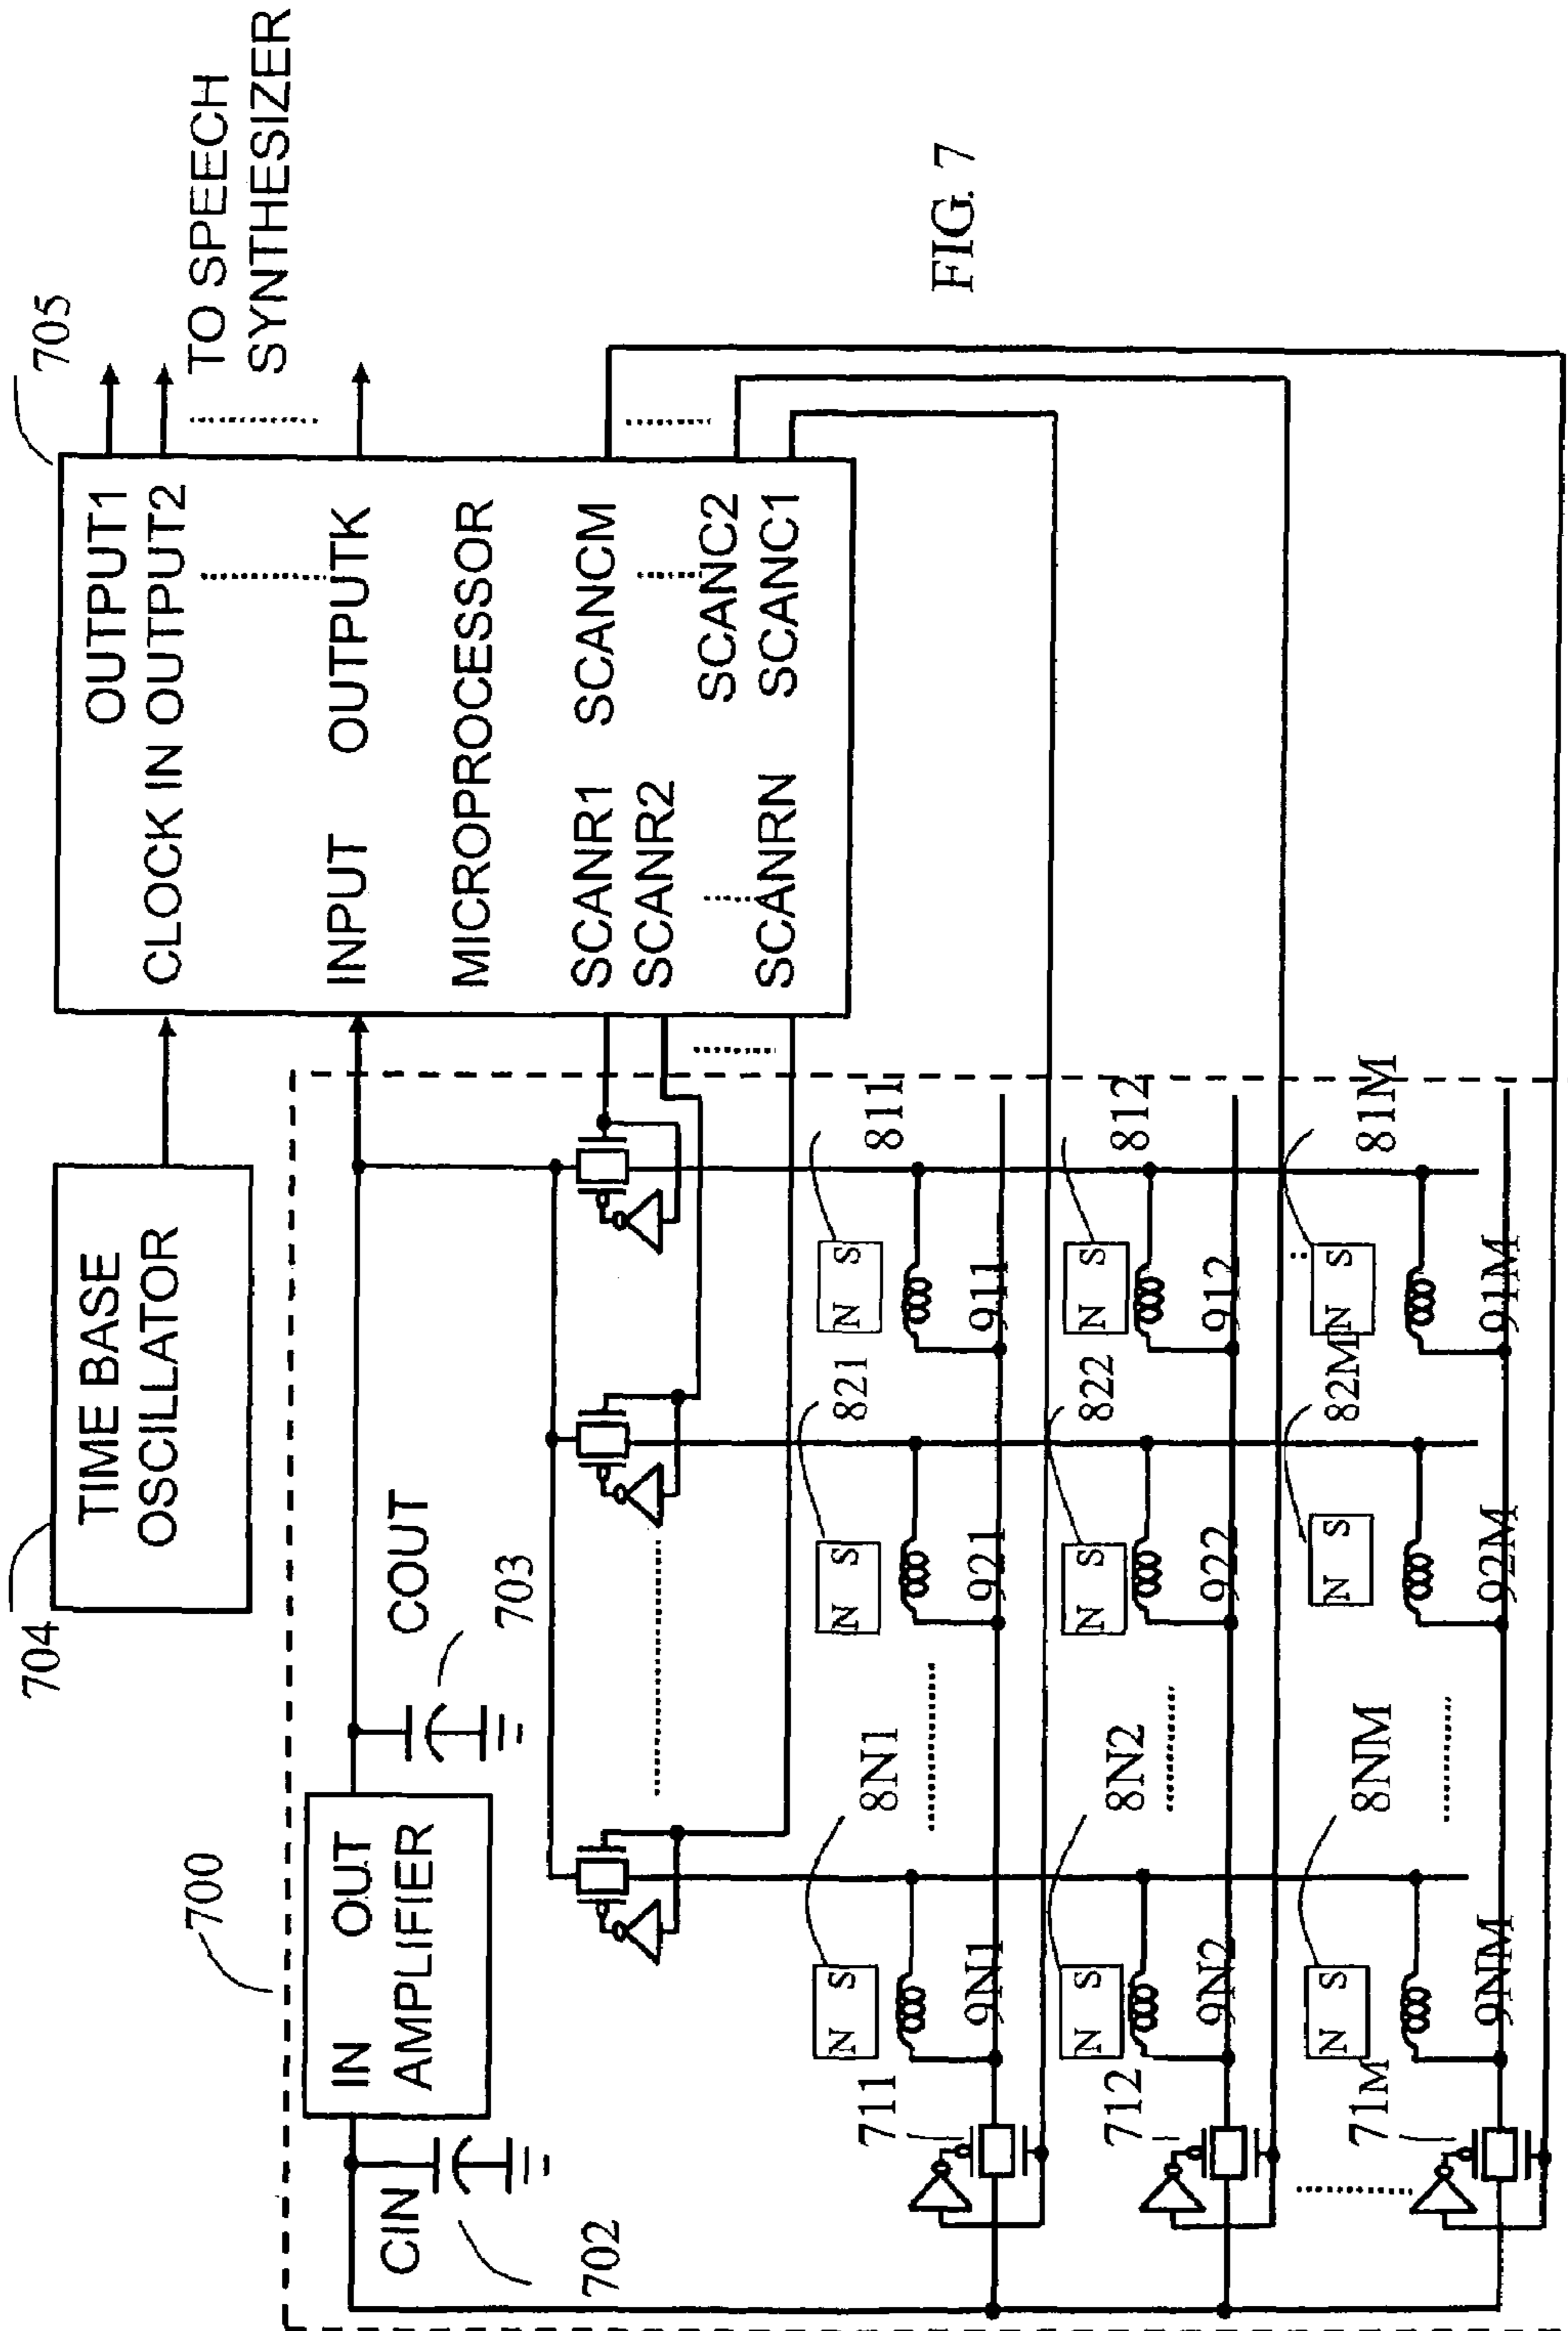 704
TIME BASE
OSCILLATOR
705
OUTPUT1
CLOCK IN OUTPUT2
INPUT OUTPUTK
MICROPROCESSOR
SCANR1 SCANCM
SCANR2
SCANC2
SCANRN SCANC1
TO SPEECH
SYNTHESIZER
700
IN OUT
AMPLIFIER
CIN
702
COUT
703
8N1
821
811
N S
N S
N S
711
9N1
921
911
8N2
822
812
N S
N S
N S
712
9N2
922
912
8NM
82M
81M
N S
N S
N S
71M
9NM
92M
91M
FIG. 7